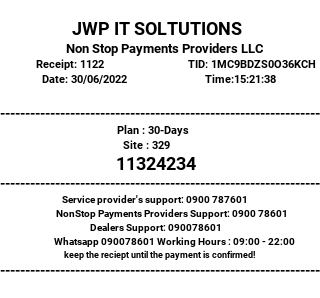 JWP IT SOLTUTIONS
Non Stop Payments Providers LLC
Receipt: 1122 TID: 1MC9BDZS0O36KCH
Date: 30/06/2022 Time:15:21:38
Plan : 30-Days
Site : 329
11324234
Service provider's support: 0900 787601
NonStop Payments Providers Support: 0900 78601
Dealers Support: 090078601
Whatsapp 090078601 Working Hours : 09:00 - 22:00
keep the reciept until the payment is confirmed!